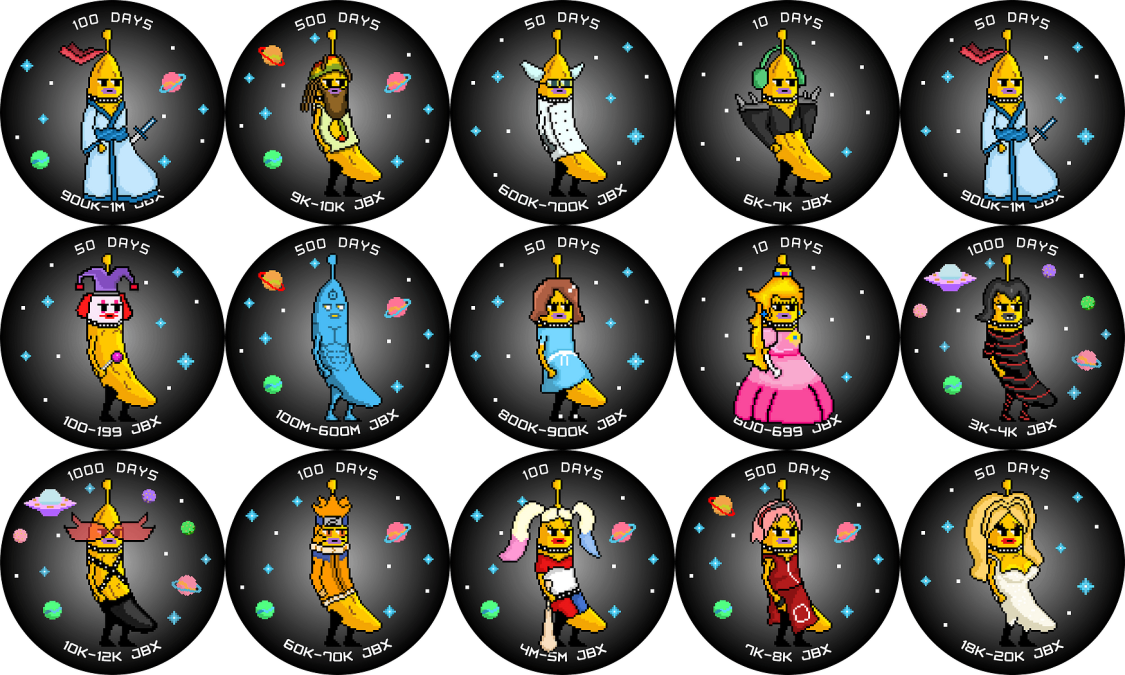 100 DAYS
900K-1M JBX
500 DAYS
9K-10K JBX
50 DAYS
600K-700K JBX
10 DAYS
6K-7K JBX
50 DAYS
900K-1M JBX
50 DAYS
100-199 JBX
500 DAYS
100M-600M JBX
50 DAYS
800K-900K JBX
10 DAYS
600-699 JBX
1000 DAYS
3K-4K JBX
1000 DAYS
10K-12K JBX
100 DAYS
60K-70K JBX
100 DAYS
4M-5M JBX
500 DAYS
7K-8K JBX
50 DAYS
18K-20K JBX